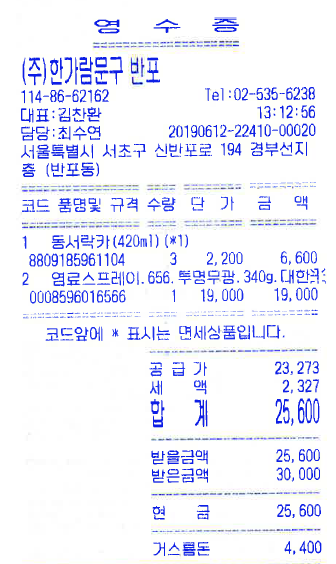 영 수 증
(주)한가람문구 반포
114-86-62162 Tel:02-535-6238
대표:김찬환 13:12:56
담당:최수연 20190612-22410-00020
서울특별시 서초구 신반포로 194 경부선지
층 (반포동)
코드 품명및 규격 수량 단 가 금 액
1 동서락카(420ml)(*1)
8809185961104 3 2,200 6,600
2 염료스프레이.656.투명무광.340g.대한
0008596016566 1 19,000 19,000
코드앞에 * 표시는 면세상품입니다.
공 급 가 23,273
세 액 2,327
합 계 25,600
받을금액 25,600
받은금액 30,000
현 금 25,600
거스름돈 4,400